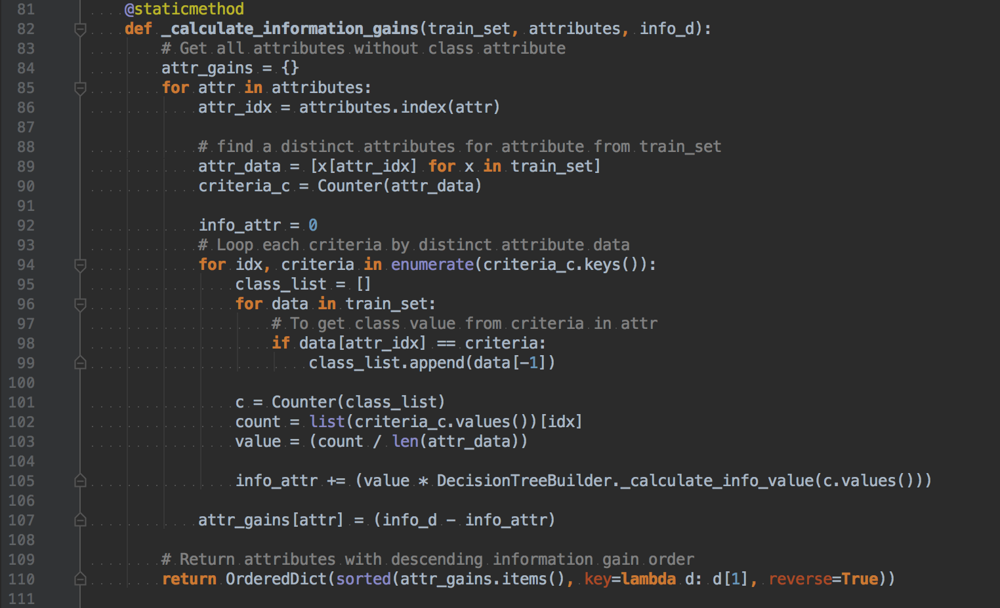 81 @staticmethod
82 def _calculate_information_gains(train_set, attributes, info_d):
83 # Get all attributes without class attribute
84 attr_gains = {}
85 for attr in attributes:
86 attr_idx = attributes.index(attr)
87
88 # find a distinct attributes for attribute from train_set
89 attr_data = [x[attr_idx] for x in train_set]
90 criteria_c = Counter(attr_data)
91
92 info_attr = 0
93 # Loop each criteria by distinct attribute data
94 for idx, criteria in enumerate(criteria_c.keys()):
95 class_list = []
96 for data in train_set:
97 # To get class value from criteria in attr
98 if data[attr_idx] == criteria:
99 class_list.append(data[-1])
100
101 c = Counter(class_list)
102 count = list(criteria_c.values())[idx]
103 value = (count / len(attr_data))
104
105 info_attr += (value * DecisionTreeBuilder._calculate_info_value(c.values()))
106
107 attr_gains[attr] = (info_d - info_attr)
108
109 # Return attributes with descending information gain order
110 return OrderedDict(sorted(attr_gains.items(), key=lambda d: d[1], reverse=True))
111